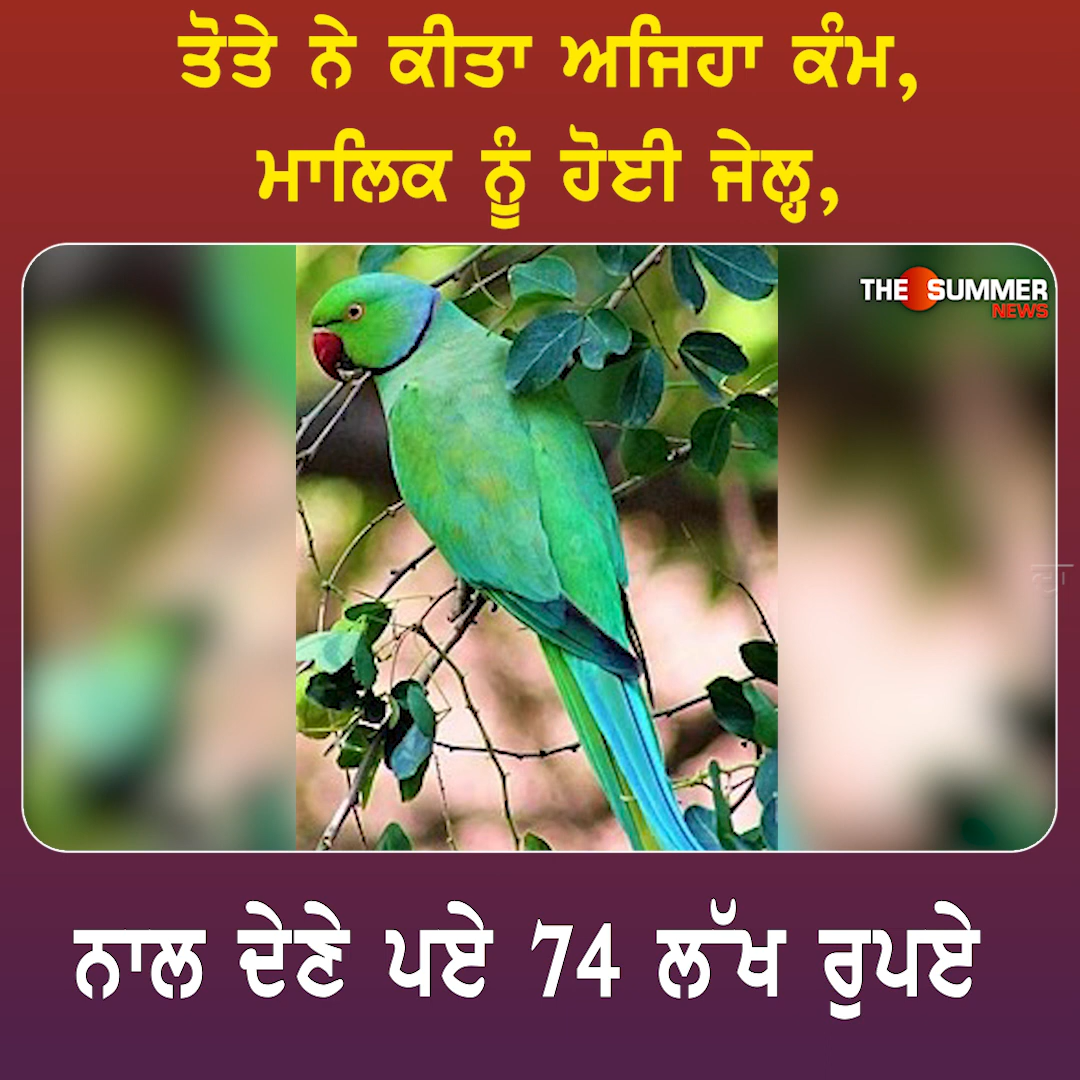 ਤੋਤੇ ਨੇ ਕੀਤਾ ਅਜਿਹਾ ਕੰਮ,
ਮਾਲਿਕ ਨੂੰ ਹੋਈ ਜੇਲ੍ਹ,
THE SUMMER
NEWS
ਨਾਲ ਦੇਣੇ ਪਏ 74 ਲੱਖ ਰੁਪਏ